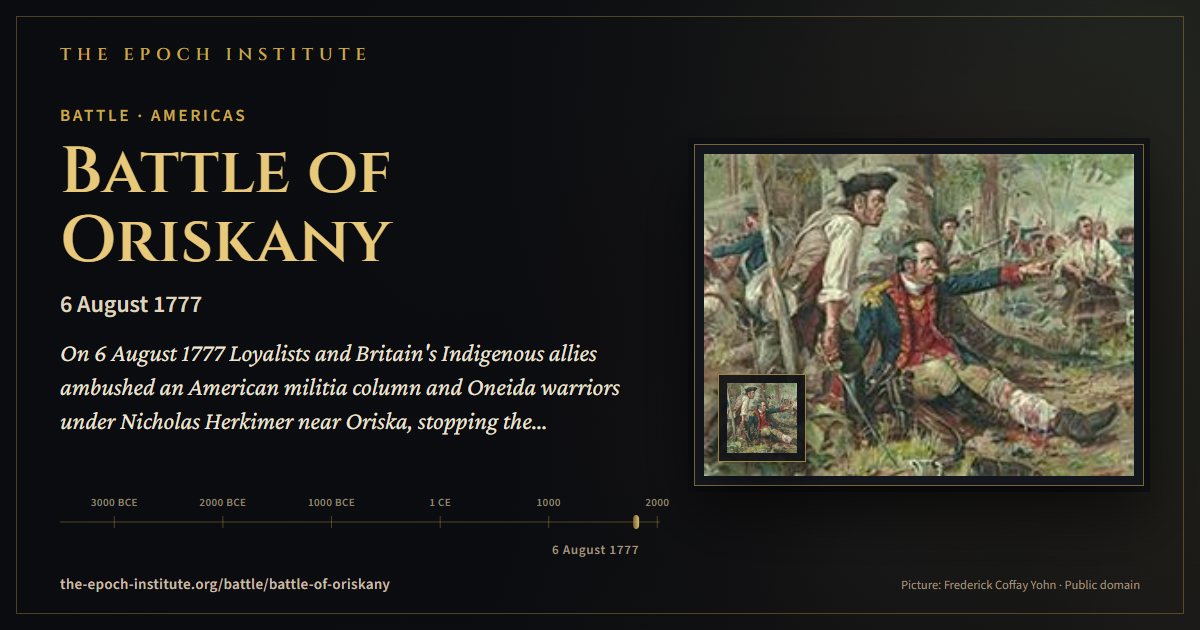 THE EPOCH INSTITUTE
BATTLE · AMERICAS
BATTLE OF
ORISKANY
6 August 1777
On 6 August 1777 Loyalists and Britain's Indigenous allies
ambushed an American militia column and Oneida warriors
under Nicholas Herkimer near Oriska, stopping the...
3000 BCE 2000 BCE 1000 BCE 1 CE 1000 2000
6 August 1777
the-epoch-institute.org/battle/battle-of-oriskany
Picture: Frederick Coffay Yohn · Public domain